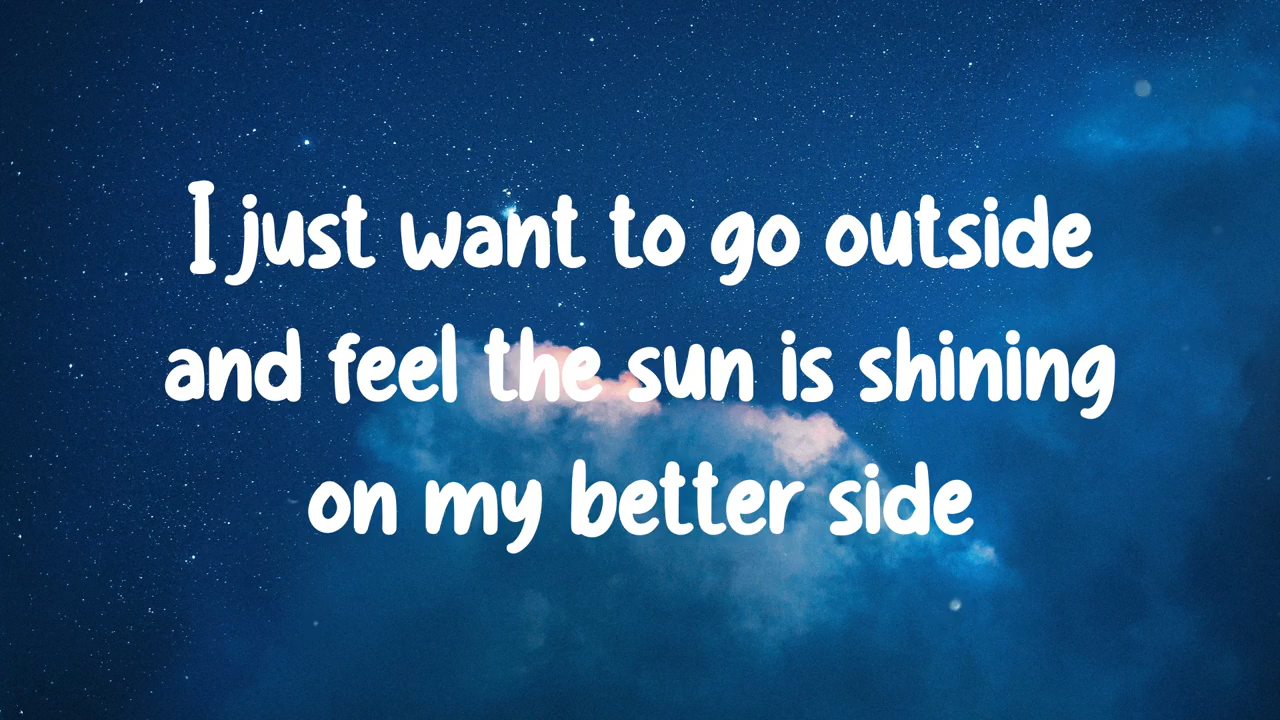 I just want to go outside
and feel the sun is shining
on my better side